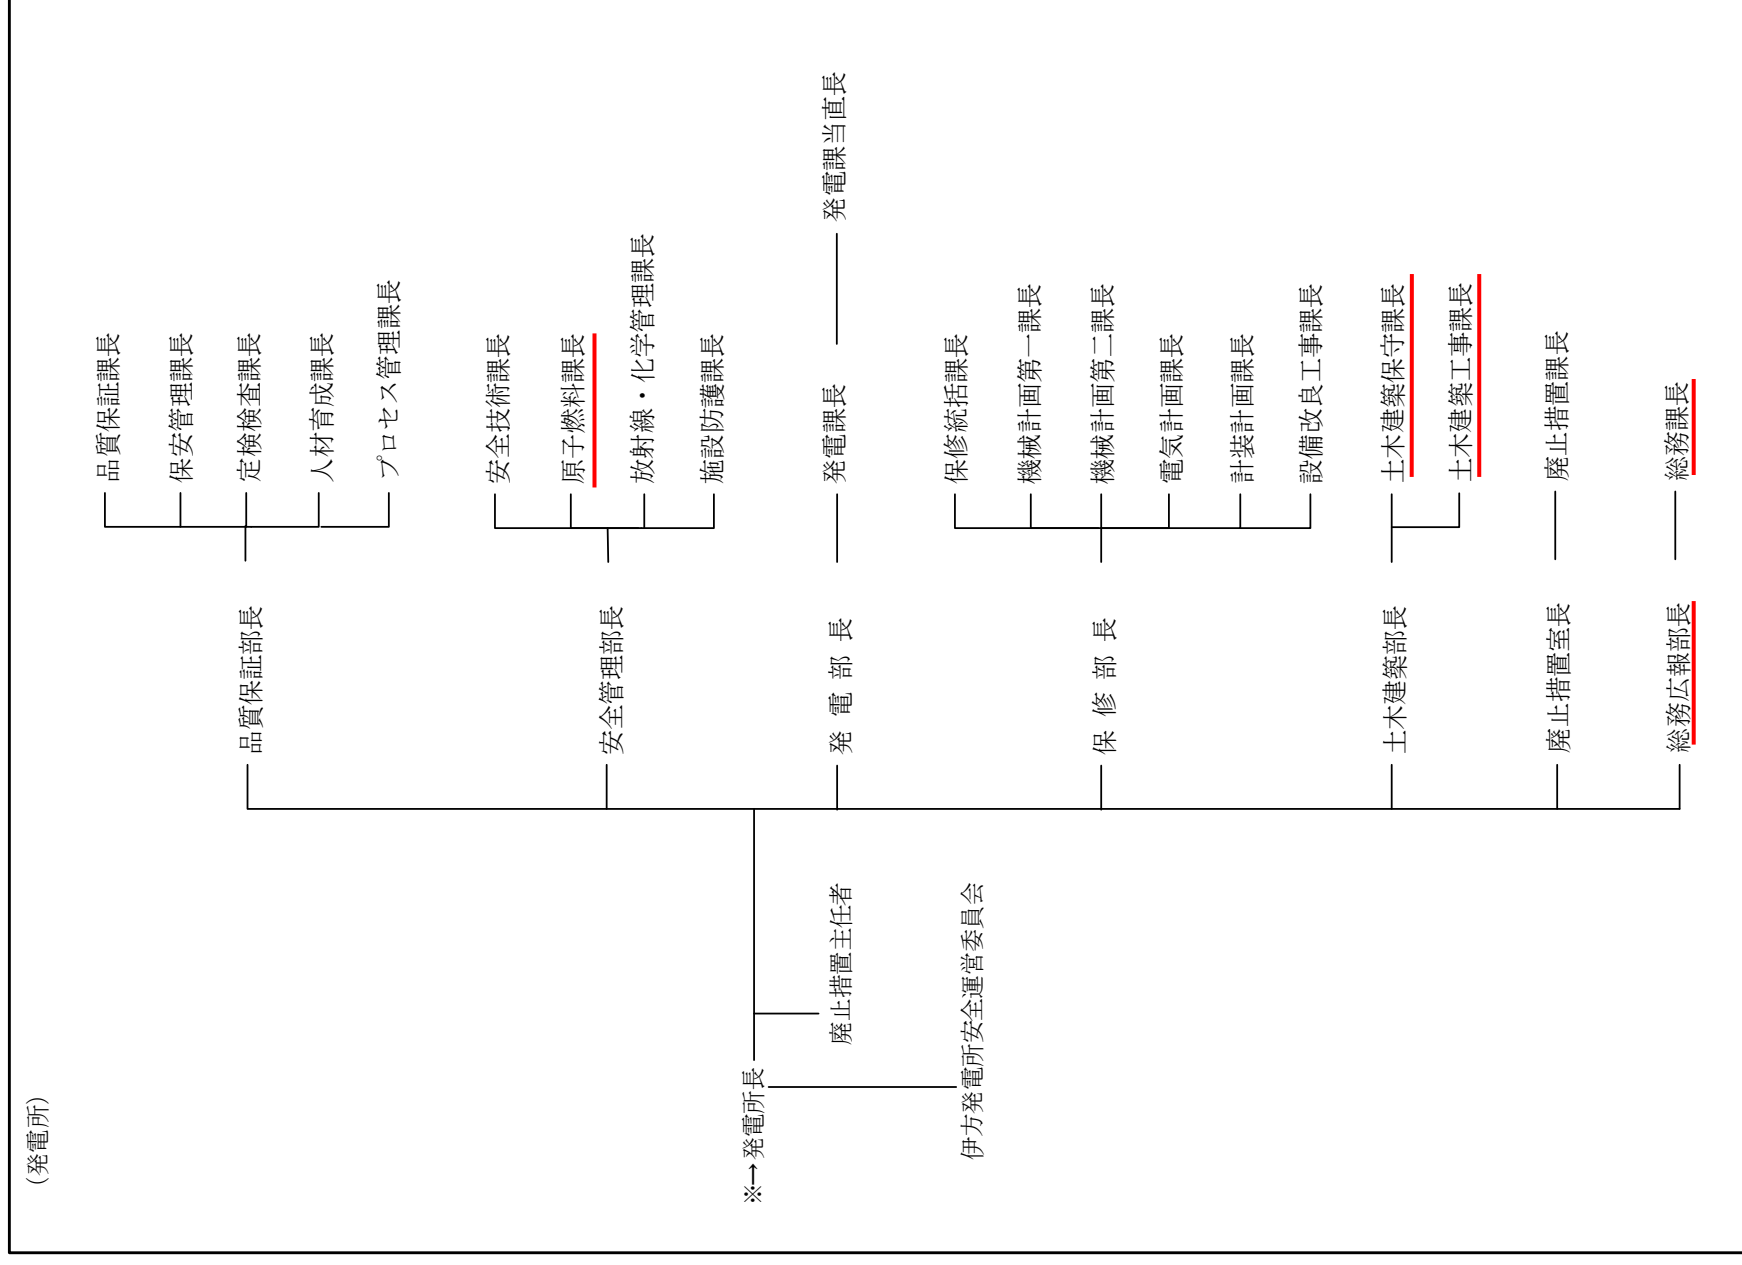 (発電所)
※→発電所長
廃止措置主任者
伊方発電所安全運営委員会
品質保証部長
品質保証課長
保安管理課長
定検検査課長
人材育成課長
プロセス管理課長
安全管理部長
安全技術課長
原子燃料課長
放射線・化学管理課長
施設防護課長
発電部長
発電課長
発電課当直長
保修部長
保修統括課長
機械計画第一課長
機械計画第二課長
電気計画課長
計装計画課長
設備改良工事課長
土木建築部長
土木建築保守課長
土木建築工事課長
廃止措置室長
廃止措置課長
総務広報部長
総務課長